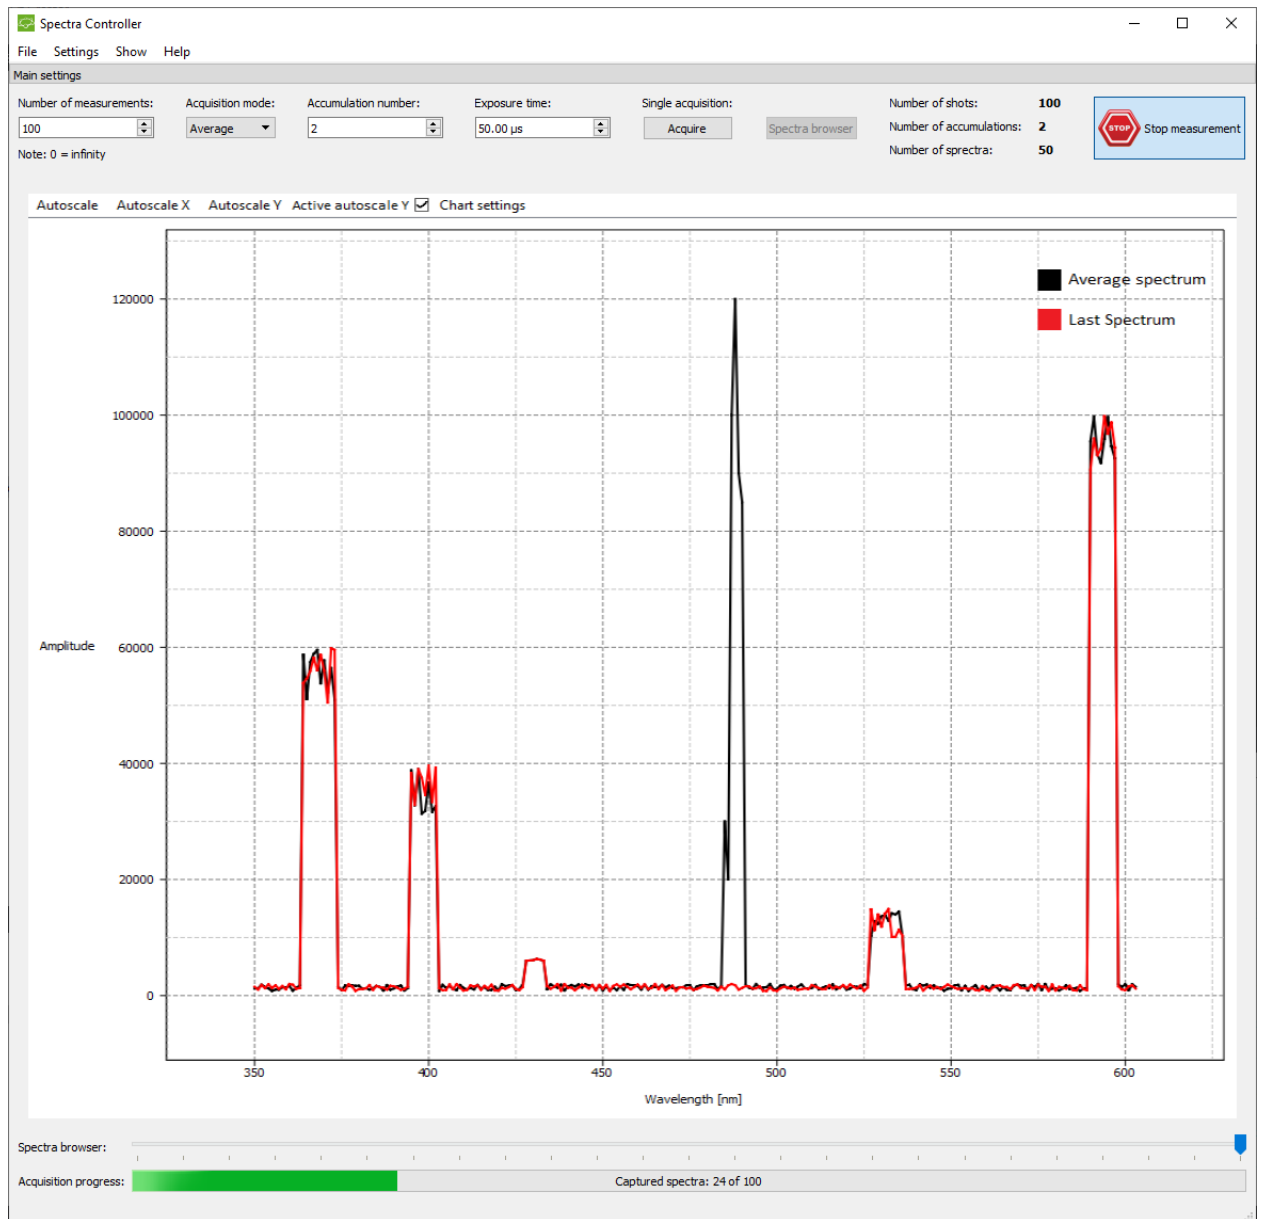 Spectra Controller
File Settings Show Help
Main settings
Number of measurements: Acquisition mode: Accumulation number: Exposure time: Single acquisition: Number of shots: 100
100 Average 2 50.00 µs Acquire Spectra browser Number of accumulations: 2
STOP Stop measurement
Note: 0 = infinity Number of sprectra: 50
Autoscale Autoscale X Autoscale Y Active autoscale Y Chart settings
Average spectrum
Last Spectrum
120000
100000
80000
Amplitude 60000
40000
20000
0
350 400 450 500 550 600
Wavelength [nm]
Spectra browser:
Acquisition progress: Captured spectra: 24 of 100